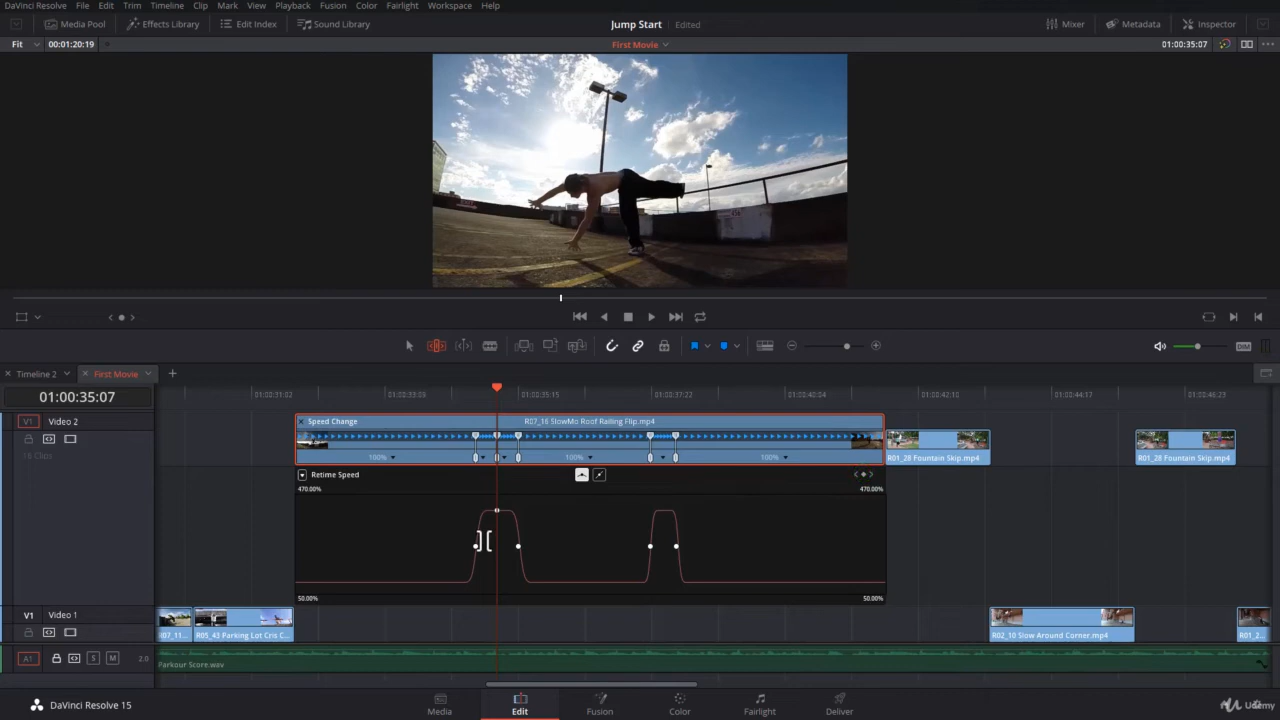 DaVinci Resolve File Edit Trim Timeline Clip Mark View Playback Fusion Color Fairlight Workspace Help
Media Pool Effects Library Edit Index Sound Library Jump Start Edited Mixer Metadata Inspector
Fit 00:01:20:19 First Movie 01:00:35:07
DIM
Timeline 2 First Movie
01:00:35:07 01:00:31:02 01:00:33:09 01:00:35:15 01:00:37:22 01:00:40:04 01:00:42:10 01:00:44:17 01:00:46:23
V1 Video 2 Speed Change R07_16 SlowMo Roof Railing Flip.mp4
100% 100% 100% R01_28 Fountain Skip.mp4 R01_28 Fountain Skip.mp4
Retime Speed
470.00% 470.00%
50.00% 50.00%
V1 Video 1
R07_11... R05_43 Parking Lot Cris C... R02_10 Slow Around Corner.mp4 R01_2...
A1 S M 2.0
Parkour Score.wav
DaVinci Resolve 15 Media Edit Fusion Color Fairlight Deliver Udemy